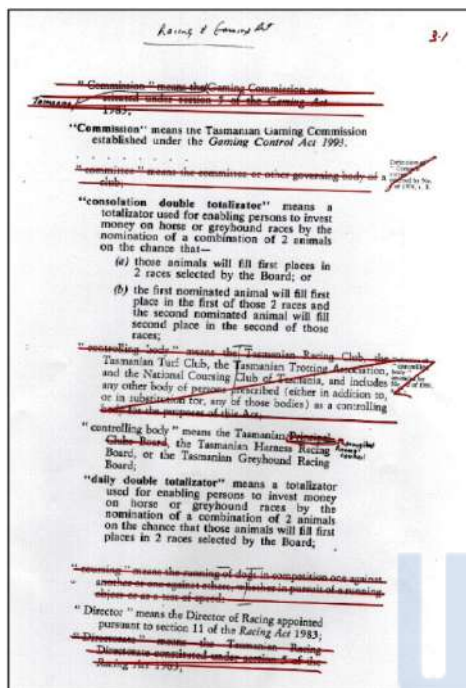 Racing & Gaming Act
3-1
" Commission " means the Gaming Commission con-
stituted under section 5 of the Gaming Act
1983;
Tasmanian
"Commission" means the Tasmanian Gaming Commission
established under the Gaming Control Act 1993.
. . . . . . .
" committee " means the committee or other governing body of a
club;
"consolation double totalizator" means a
totalizator used for enabling persons to invest
money on horse or greyhound races by the
nomination of a combination of 2 animals
on the chance that—
(a) those animals will fill first places in
2 races selected by the Board; or
(b) the first nominated animal will fill first
place in the first of those 2 races and
the second nominated animal will fill
second place in the second of those
races;
" controlling body " means the Tasmanian Racing Club, the
Tasmanian Turf Club, the Tasmanian Trotting Association,
and the National Coursing Club of Tasmania, and includes
any other body of persons prescribed (either in addition to,
or in substitution for, any of those bodies) as a controlling
body for the purposes of this Act;
" controlling body " means the Tasmanian Principal
Clubs Board, the Tasmanian Harness Racing
Board, or the Tasmanian Greyhound Racing
Board;
"daily double totalizator" means a totalizator
used for enabling persons to invest money
on horse or greyhound races by the
nomination of a combination of 2 animals
on the chance that those animals will fill first
places in 2 races selected by the Board;
" coursing " means the running of dogs in competition one against
another or one against others, whether in pursuit of a running
object or as a test of speed;
" Director " means the Director of Racing appointed
pursuant to section 11 of the Racing Act 1983;
" Directorate " means the Tasmanian Racing
Directorate constituted under section 5 of the
Racing Act 1983;
U